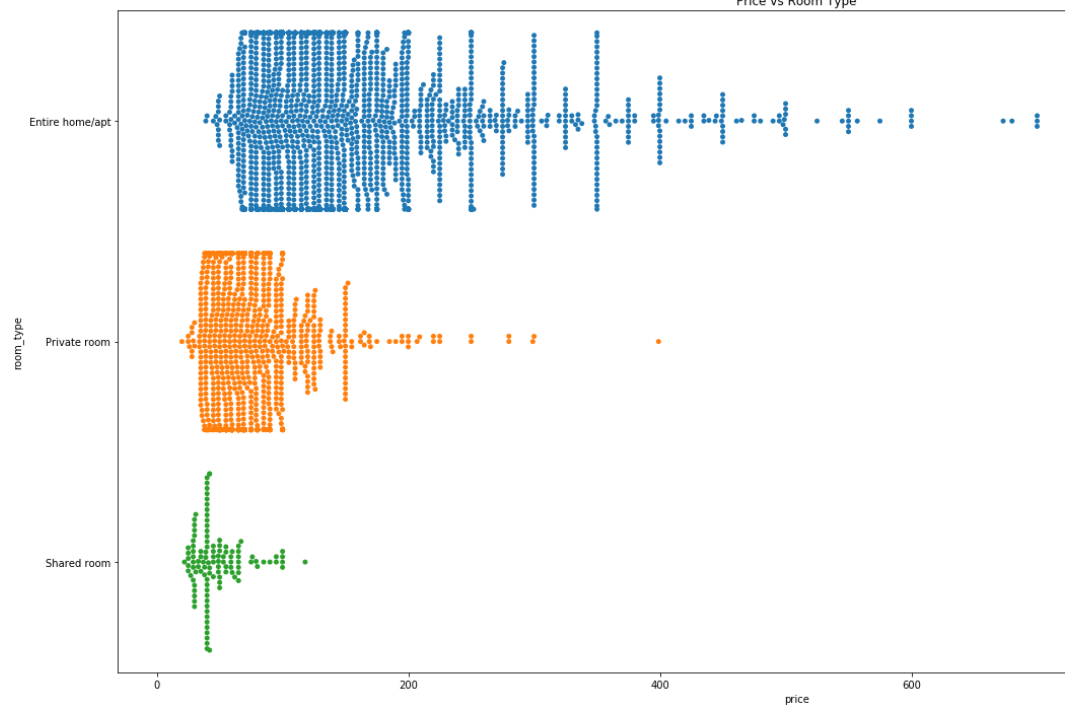 Price vs Room Type
Entire home/apt
room_type
Private room
Shared room
0
200
400
600
price